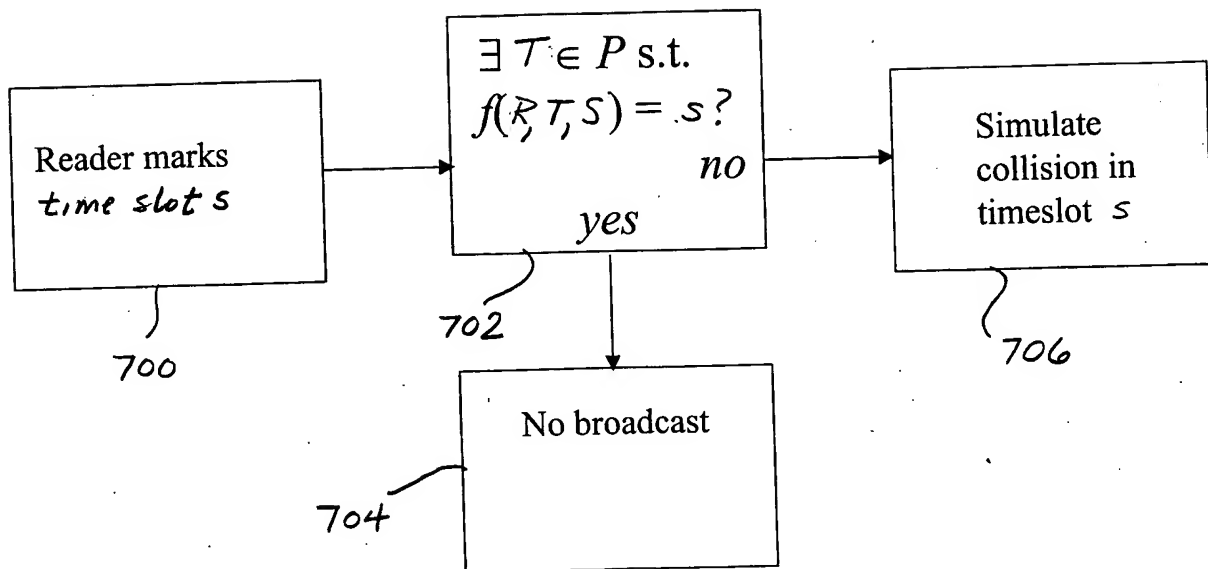 Reader marks
time slot s
700
∃ T ∈ P s.t.
f(R, T, S) = s?
no
yes
702
No broadcast
704
Simulate
collision in
timeslot s
706